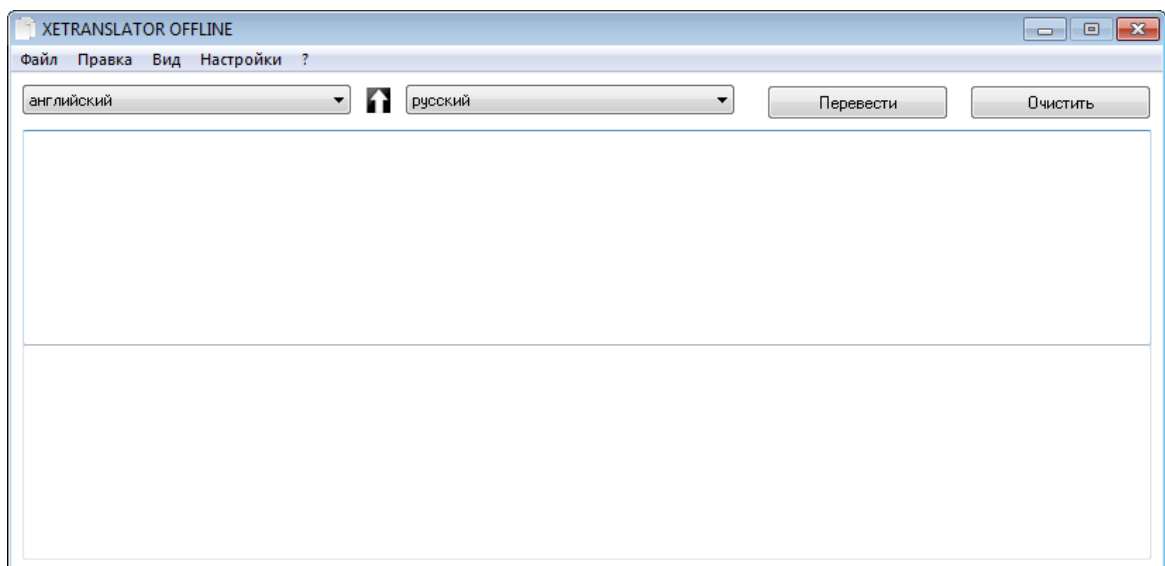 XETRANSLATOR OFFLINE
Файл Правка Вид Настройки ?
английский русский Перевести Очистить